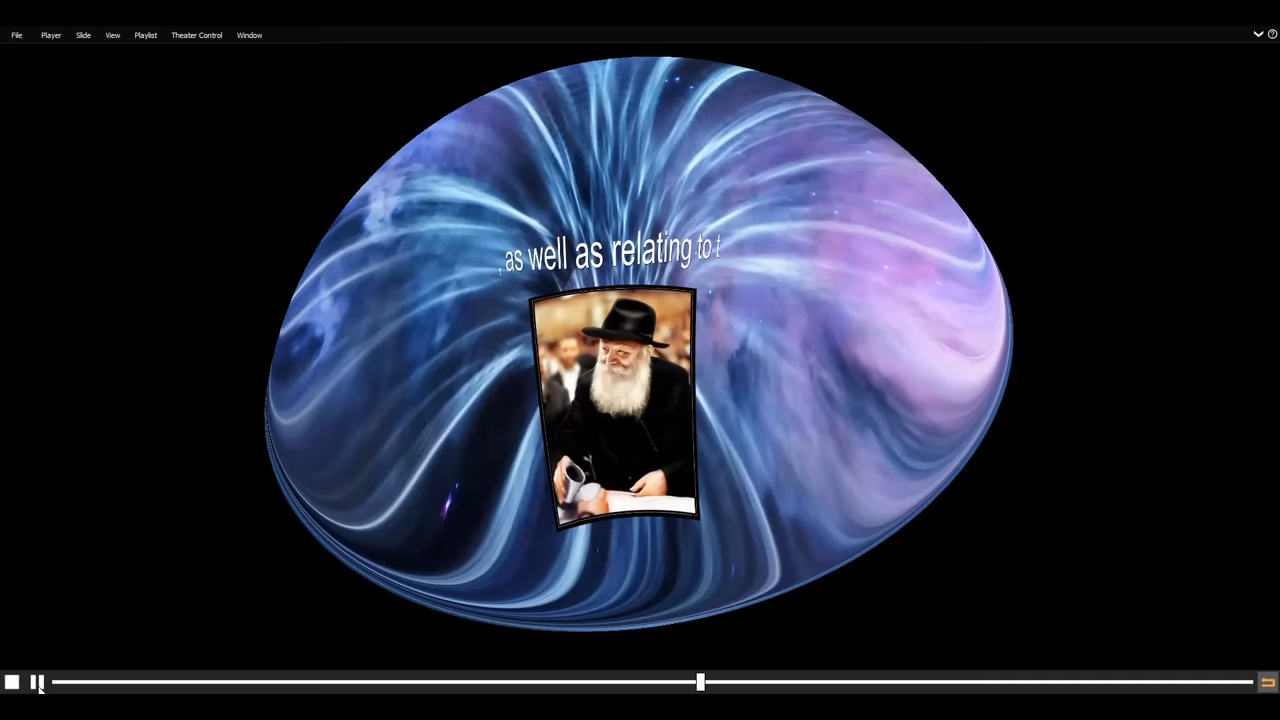 File Player Slide View Playlist Theater Control Window
, as well as relating to t